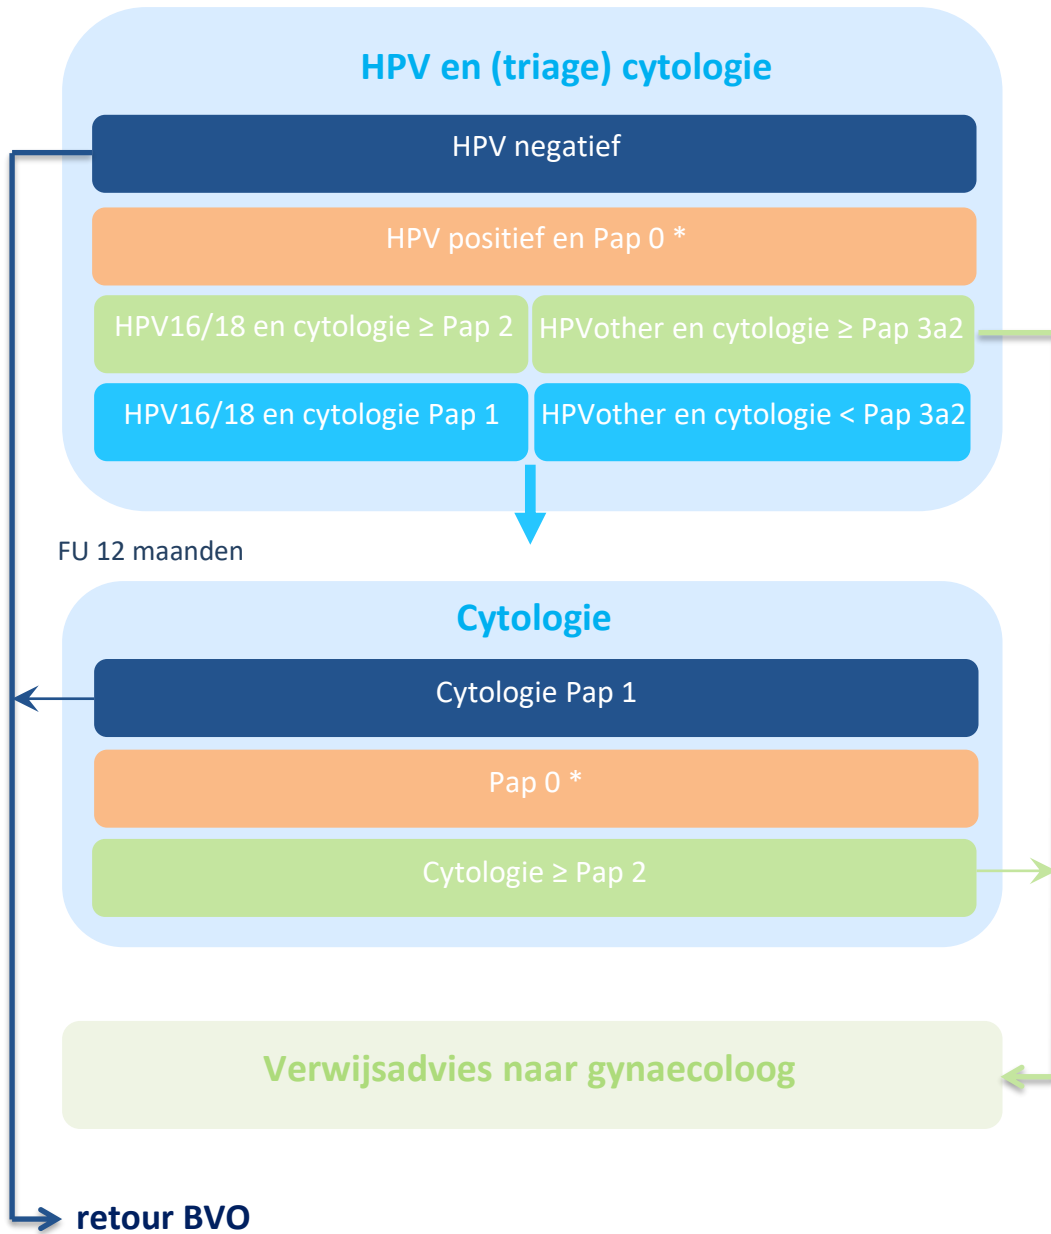 HPV en (triage) cytologie
HPV negatief
HPV positief en Pap 0 *
HPV16/18 en cytologie ≥ Pap 2
HPVother en cytologie ≥ Pap 3a2
HPV16/18 en cytologie Pap 1
HPVother en cytologie < Pap 3a2
FU 12 maanden
Cytologie
Cytologie Pap 1
Pap 0 *
Cytologie ≥ Pap 2
Verwijsadvies naar gynaecoloog
retour BVO